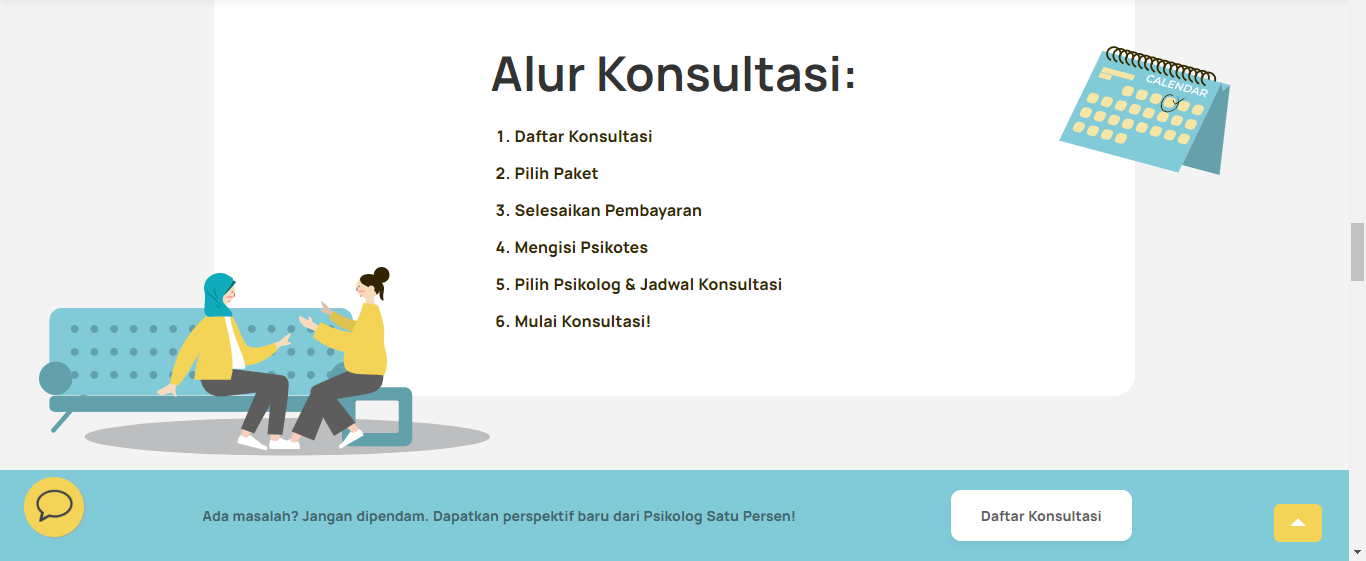 Alur Konsultasi:
CALENDAR
1. Daftar Konsultasi
2. Pilih Paket
3. Selesaikan Pembayaran
4. Mengisi Psikotes
5. Pilih Psikolog & Jadwal Konsultasi
6. Mulai Konsultasi!
Ada masalah? Jangan dipendam. Dapatkan perspektif baru dari Psikolog Satu Persen!
Daftar Konsultasi